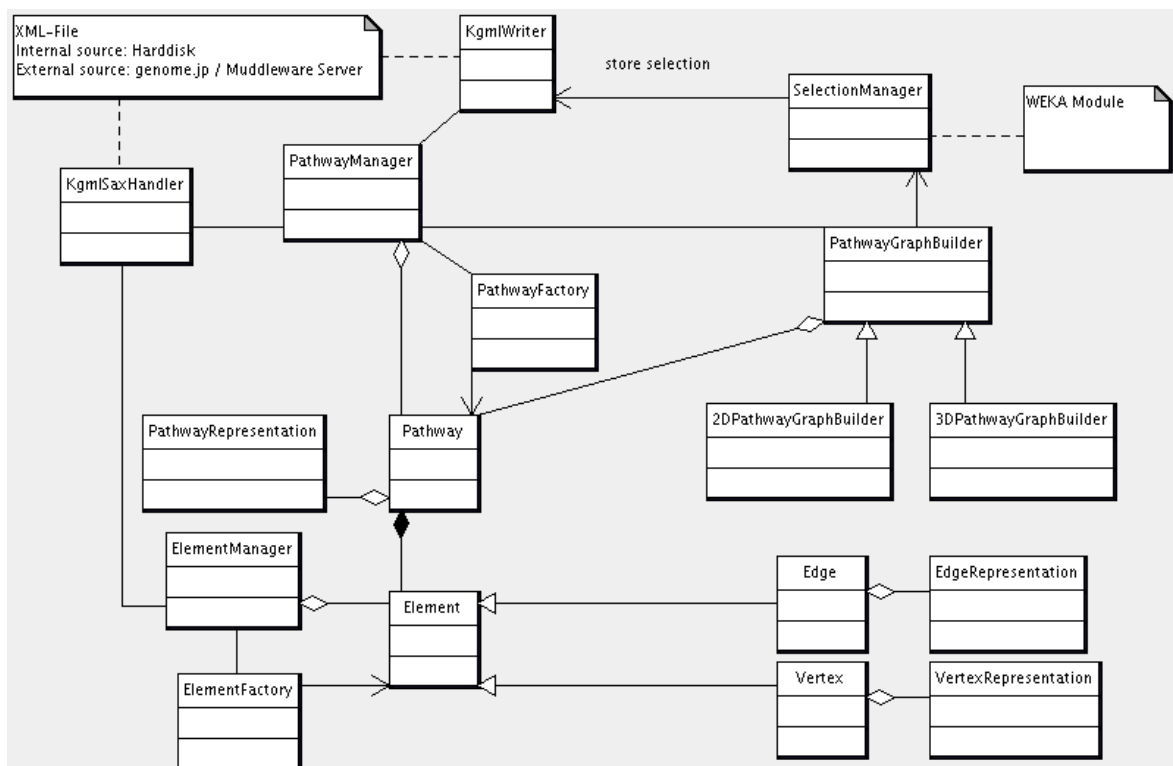 XML-File
Internal source: Harddisk
External source: genome.jp / Muddleware Server
KgmlWriter
store selection
SelectionManager
WEKA Module
PathwayManager
KgmlSaxHandler
PathwayGraphBuilder
PathwayFactory
2DPathwayGraphBuilder
3DPathwayGraphBuilder
PathwayRepresentation
Pathway
ElementManager
Edge
EdgeRepresentation
Element
ElementFactory
Vertex
VertexRepresentation